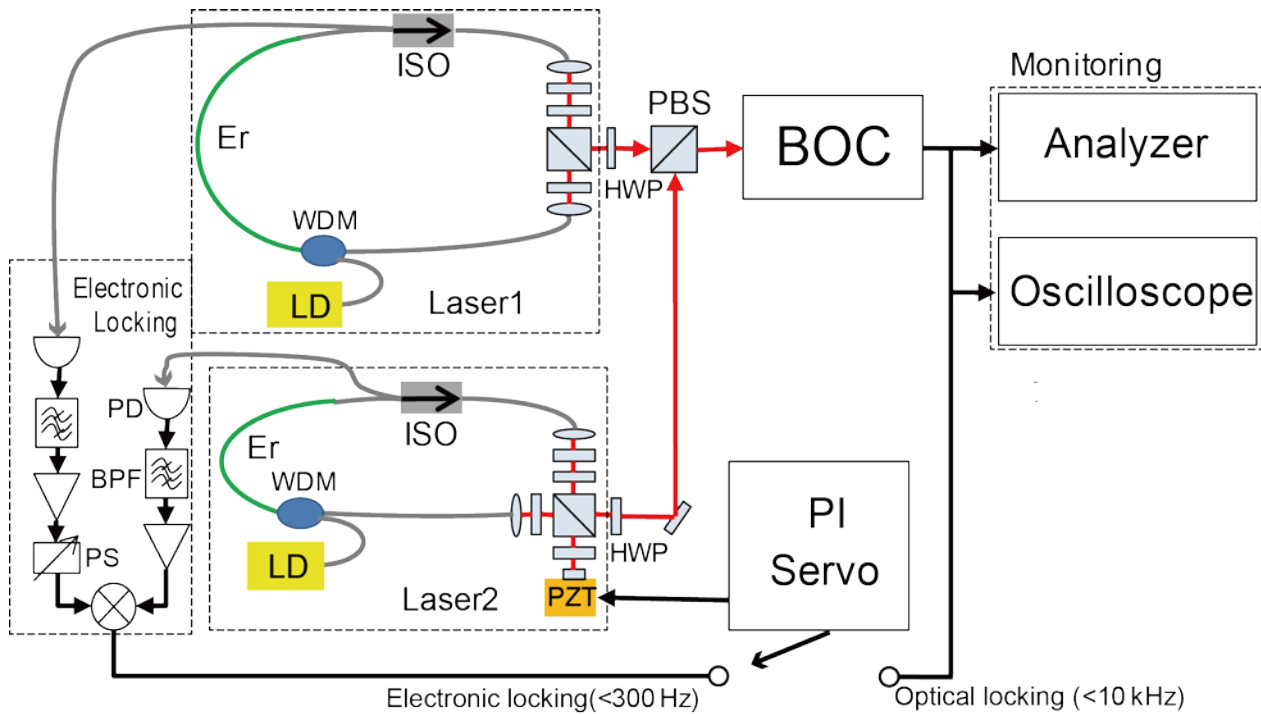 ISO
Er
WDM
LD
Laser1
HWP
PBS
BOC
Monitoring
Analyzer
Oscilloscope
Electronic
Locking
PD
BPF
PS
ISO
Er
WDM
LD
Laser2
HWP
PZT
PI
Servo
Electronic locking(<300 Hz)
Optical locking (<10 kHz)